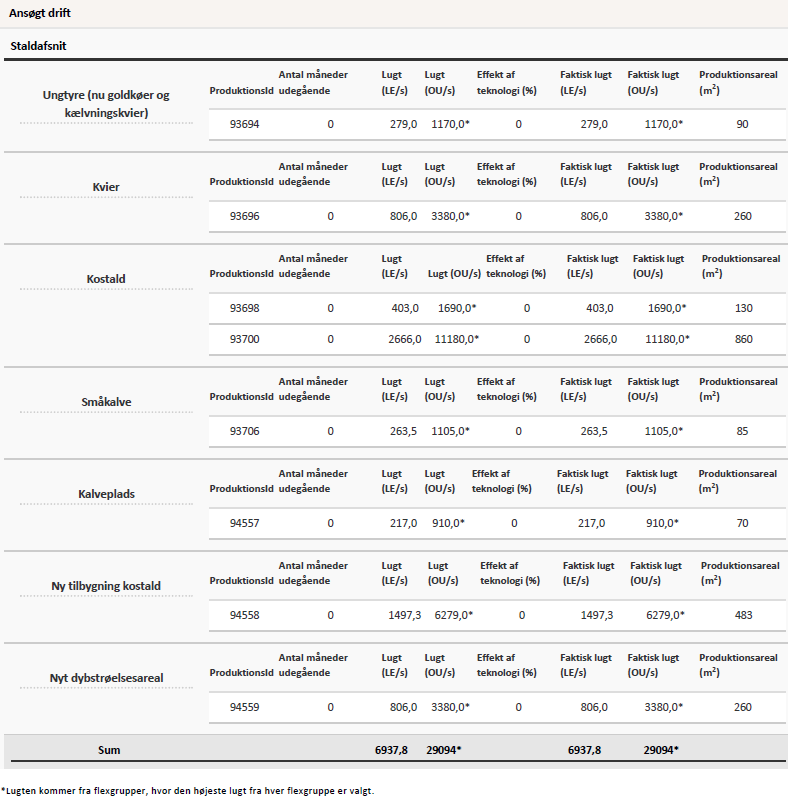 Ansøgt drift
Staldafsnit
Ungtyre (nu goldkøer og kælvningskvier)
ProduktionsId Antal måneder udegående Lugt (LE/s) Lugt (OU/s) Effekt af teknologi (%) Faktisk lugt (LE/s) Faktisk lugt (OU/s) Produktionsareal (m²)
93694 0 279,0 1170,0* 0 279,0 1170,0* 90
Kvier
ProduktionsId Antal måneder udegående Lugt (LE/s) Lugt (OU/s) Effekt af teknologi (%) Faktisk lugt (LE/s) Faktisk lugt (OU/s) Produktionsareal (m²)
93696 0 806,0 3380,0* 0 806,0 3380,0* 260
Kostald
ProduktionsId Antal måneder udegående Lugt (LE/s) Lugt (OU/s) Effekt af teknologi (%) Faktisk lugt (LE/s) Faktisk lugt (OU/s) Produktionsareal (m²)
93698 0 403,0 1690,0* 0 403,0 1690,0* 130
93700 0 2666,0 11180,0* 0 2666,0 11180,0* 860
Småkalve
ProduktionsId Antal måneder udegående Lugt (LE/s) Lugt (OU/s) Effekt af teknologi (%) Faktisk lugt (LE/s) Faktisk lugt (OU/s) Produktionsareal (m²)
93706 0 263,5 1105,0* 0 263,5 1105,0* 85
Kalveplads
ProduktionsId Antal måneder udegående Lugt (LE/s) Lugt (OU/s) Effekt af teknologi (%) Faktisk lugt (LE/s) Faktisk lugt (OU/s) Produktionsareal (m²)
94557 0 217,0 910,0* 0 217,0 910,0* 70
Ny tilbygning kostald
ProduktionsId Antal måneder udegående Lugt (LE/s) Lugt (OU/s) Effekt af teknologi (%) Faktisk lugt (LE/s) Faktisk lugt (OU/s) Produktionsareal (m²)
94558 0 1497,3 6279,0* 0 1497,3 6279,0* 483
Nyt dybstrøelsesareal
ProduktionsId Antal måneder udegående Lugt (LE/s) Lugt (OU/s) Effekt af teknologi (%) Faktisk lugt (LE/s) Faktisk lugt (OU/s) Produktionsareal (m²)
94559 0 806,0 3380,0* 0 806,0 3380,0* 260
Sum 6937,8 29094* 6937,8 29094*
*Lugten kommer fra flexgrupper, hvor den højeste lugt fra hver flexgruppe er valgt.